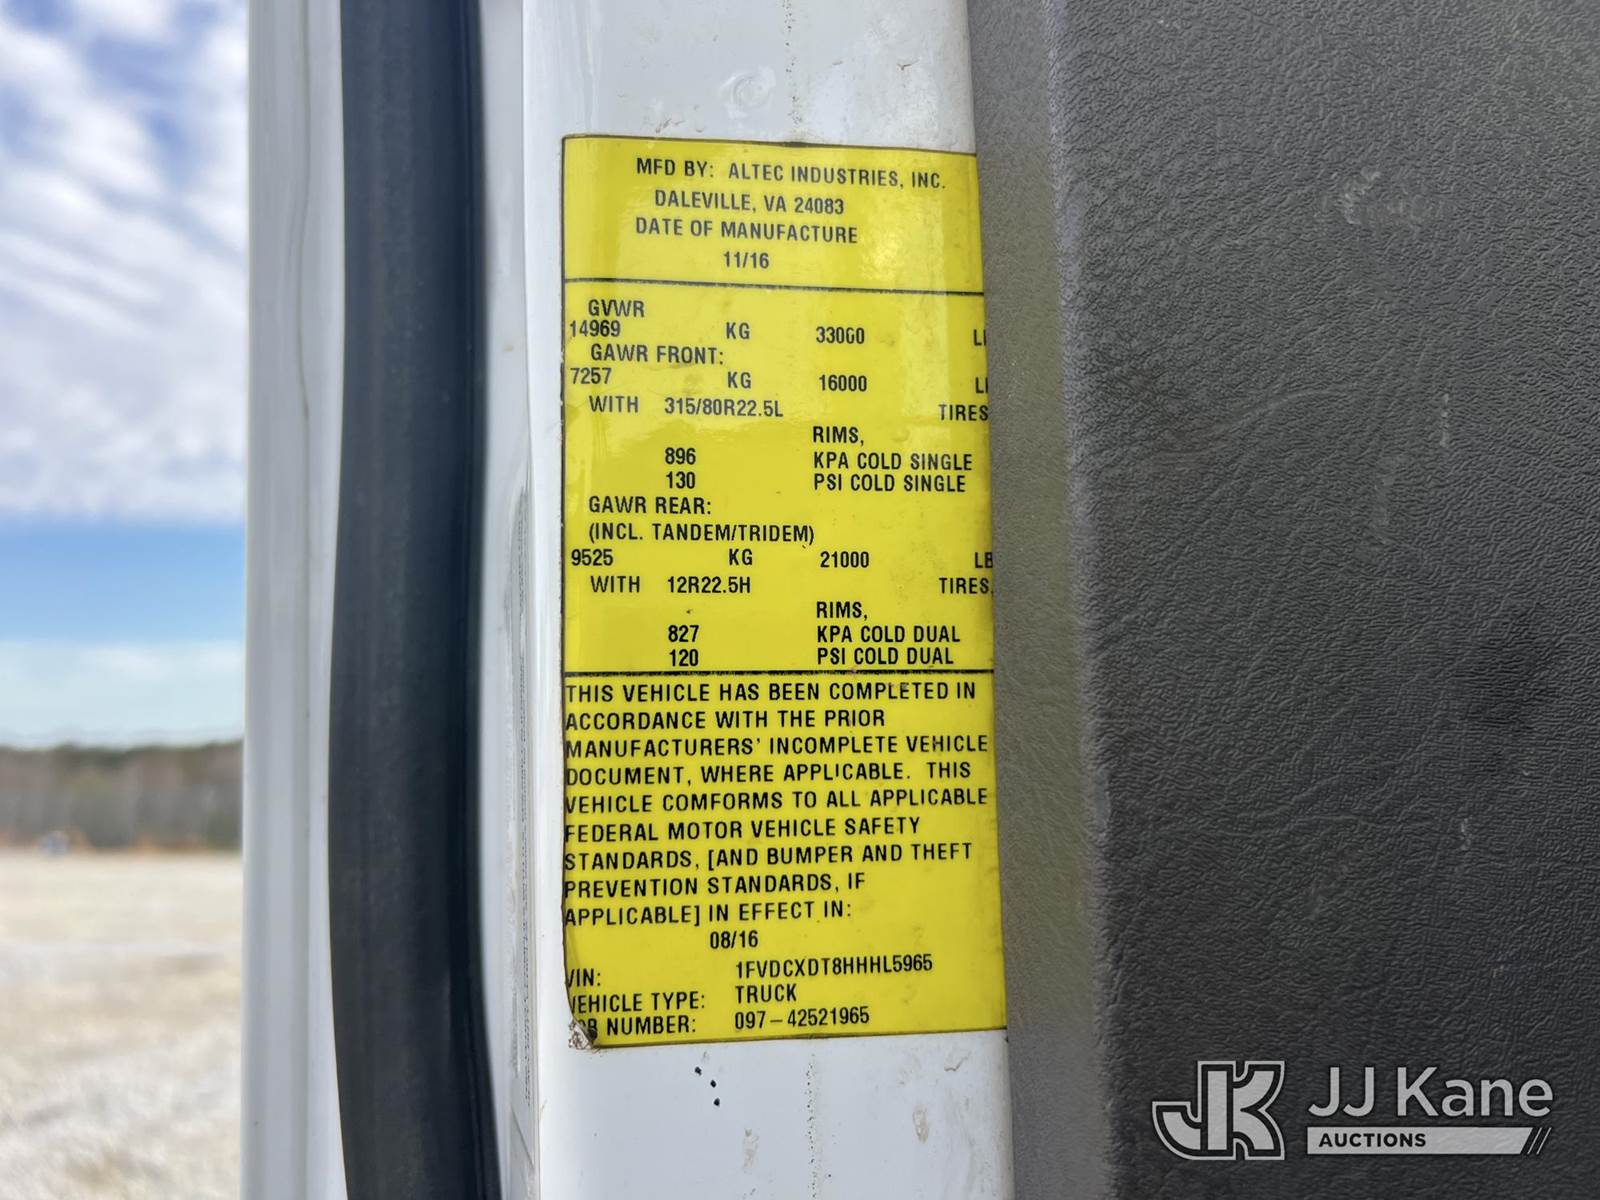 MFD BY: ALTEC INDUSTRIES, INC.
DALEVILLE, VA 24083
DATE OF MANUFACTURE
11/16
GVWR
14969 KG 33000 L
GAWR FRONT:
7257 KG 16000 L
WITH 315/80R22.5L TIRES
RIMS,
896 KPA COLD SINGLE
130 PSI COLD SINGLE
GAWR REAR:
(INCL. TANDEM/TRIDEM)
9525 KG 21000 LB
WITH 12R22.5H TIRES,
RIMS,
827 KPA COLD DUAL
120 PSI COLD DUAL
THIS VEHICLE HAS BEEN COMPLETED IN
ACCORDANCE WITH THE PRIOR
MANUFACTURERS' INCOMPLETE VEHICLE
DOCUMENT, WHERE APPLICABLE. THIS
VEHICLE COMFORMS TO ALL APPLICABLE
FEDERAL MOTOR VEHICLE SAFETY
STANDARDS, [AND BUMPER AND THEFT
PREVENTION STANDARDS, IF
APPLICABLE] IN EFFECT IN:
08/16
VIN: 1FVDCXDT8HHHL5965
VEHICLE TYPE: TRUCK
NUMBER: 097-42521965
JK JJ Kane
AUCTIONS